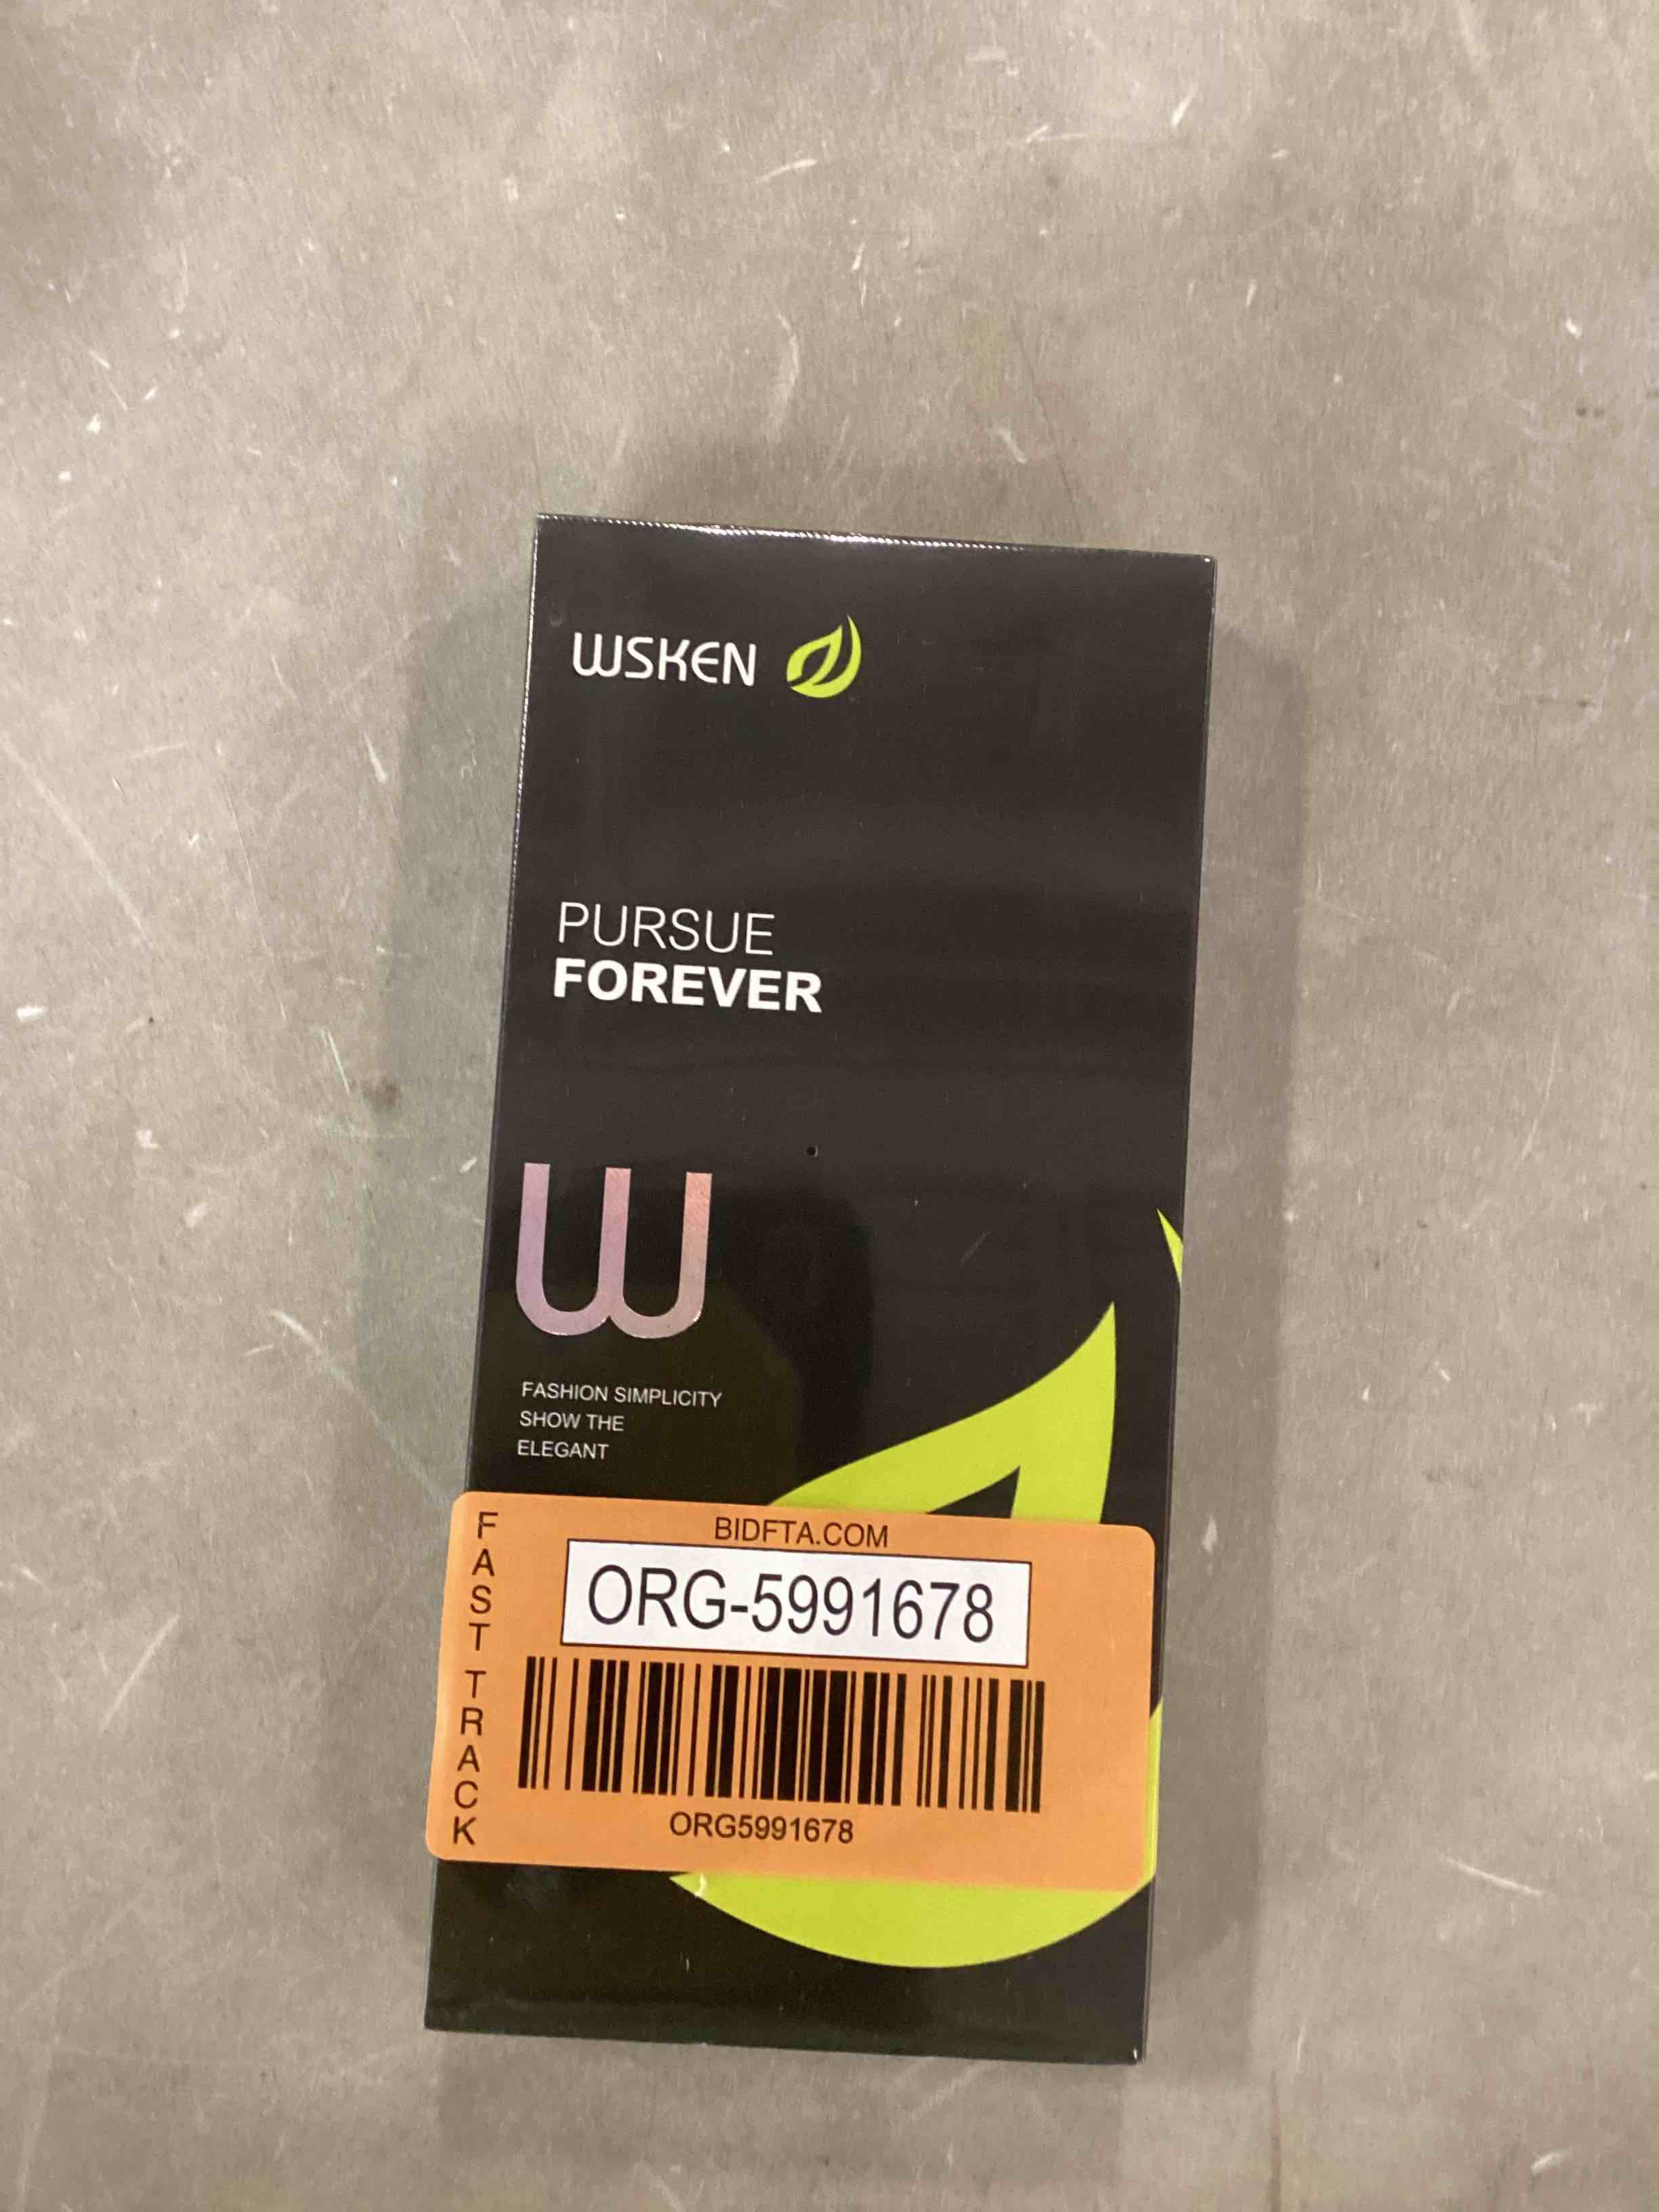 WSKEN
PURSUE
FOREVER
W
FASHION SIMPLICITY
SHOW THE
ELEGANT
FAST TRACK
BIDFTA.COM
ORG-5991678
ORG5991678